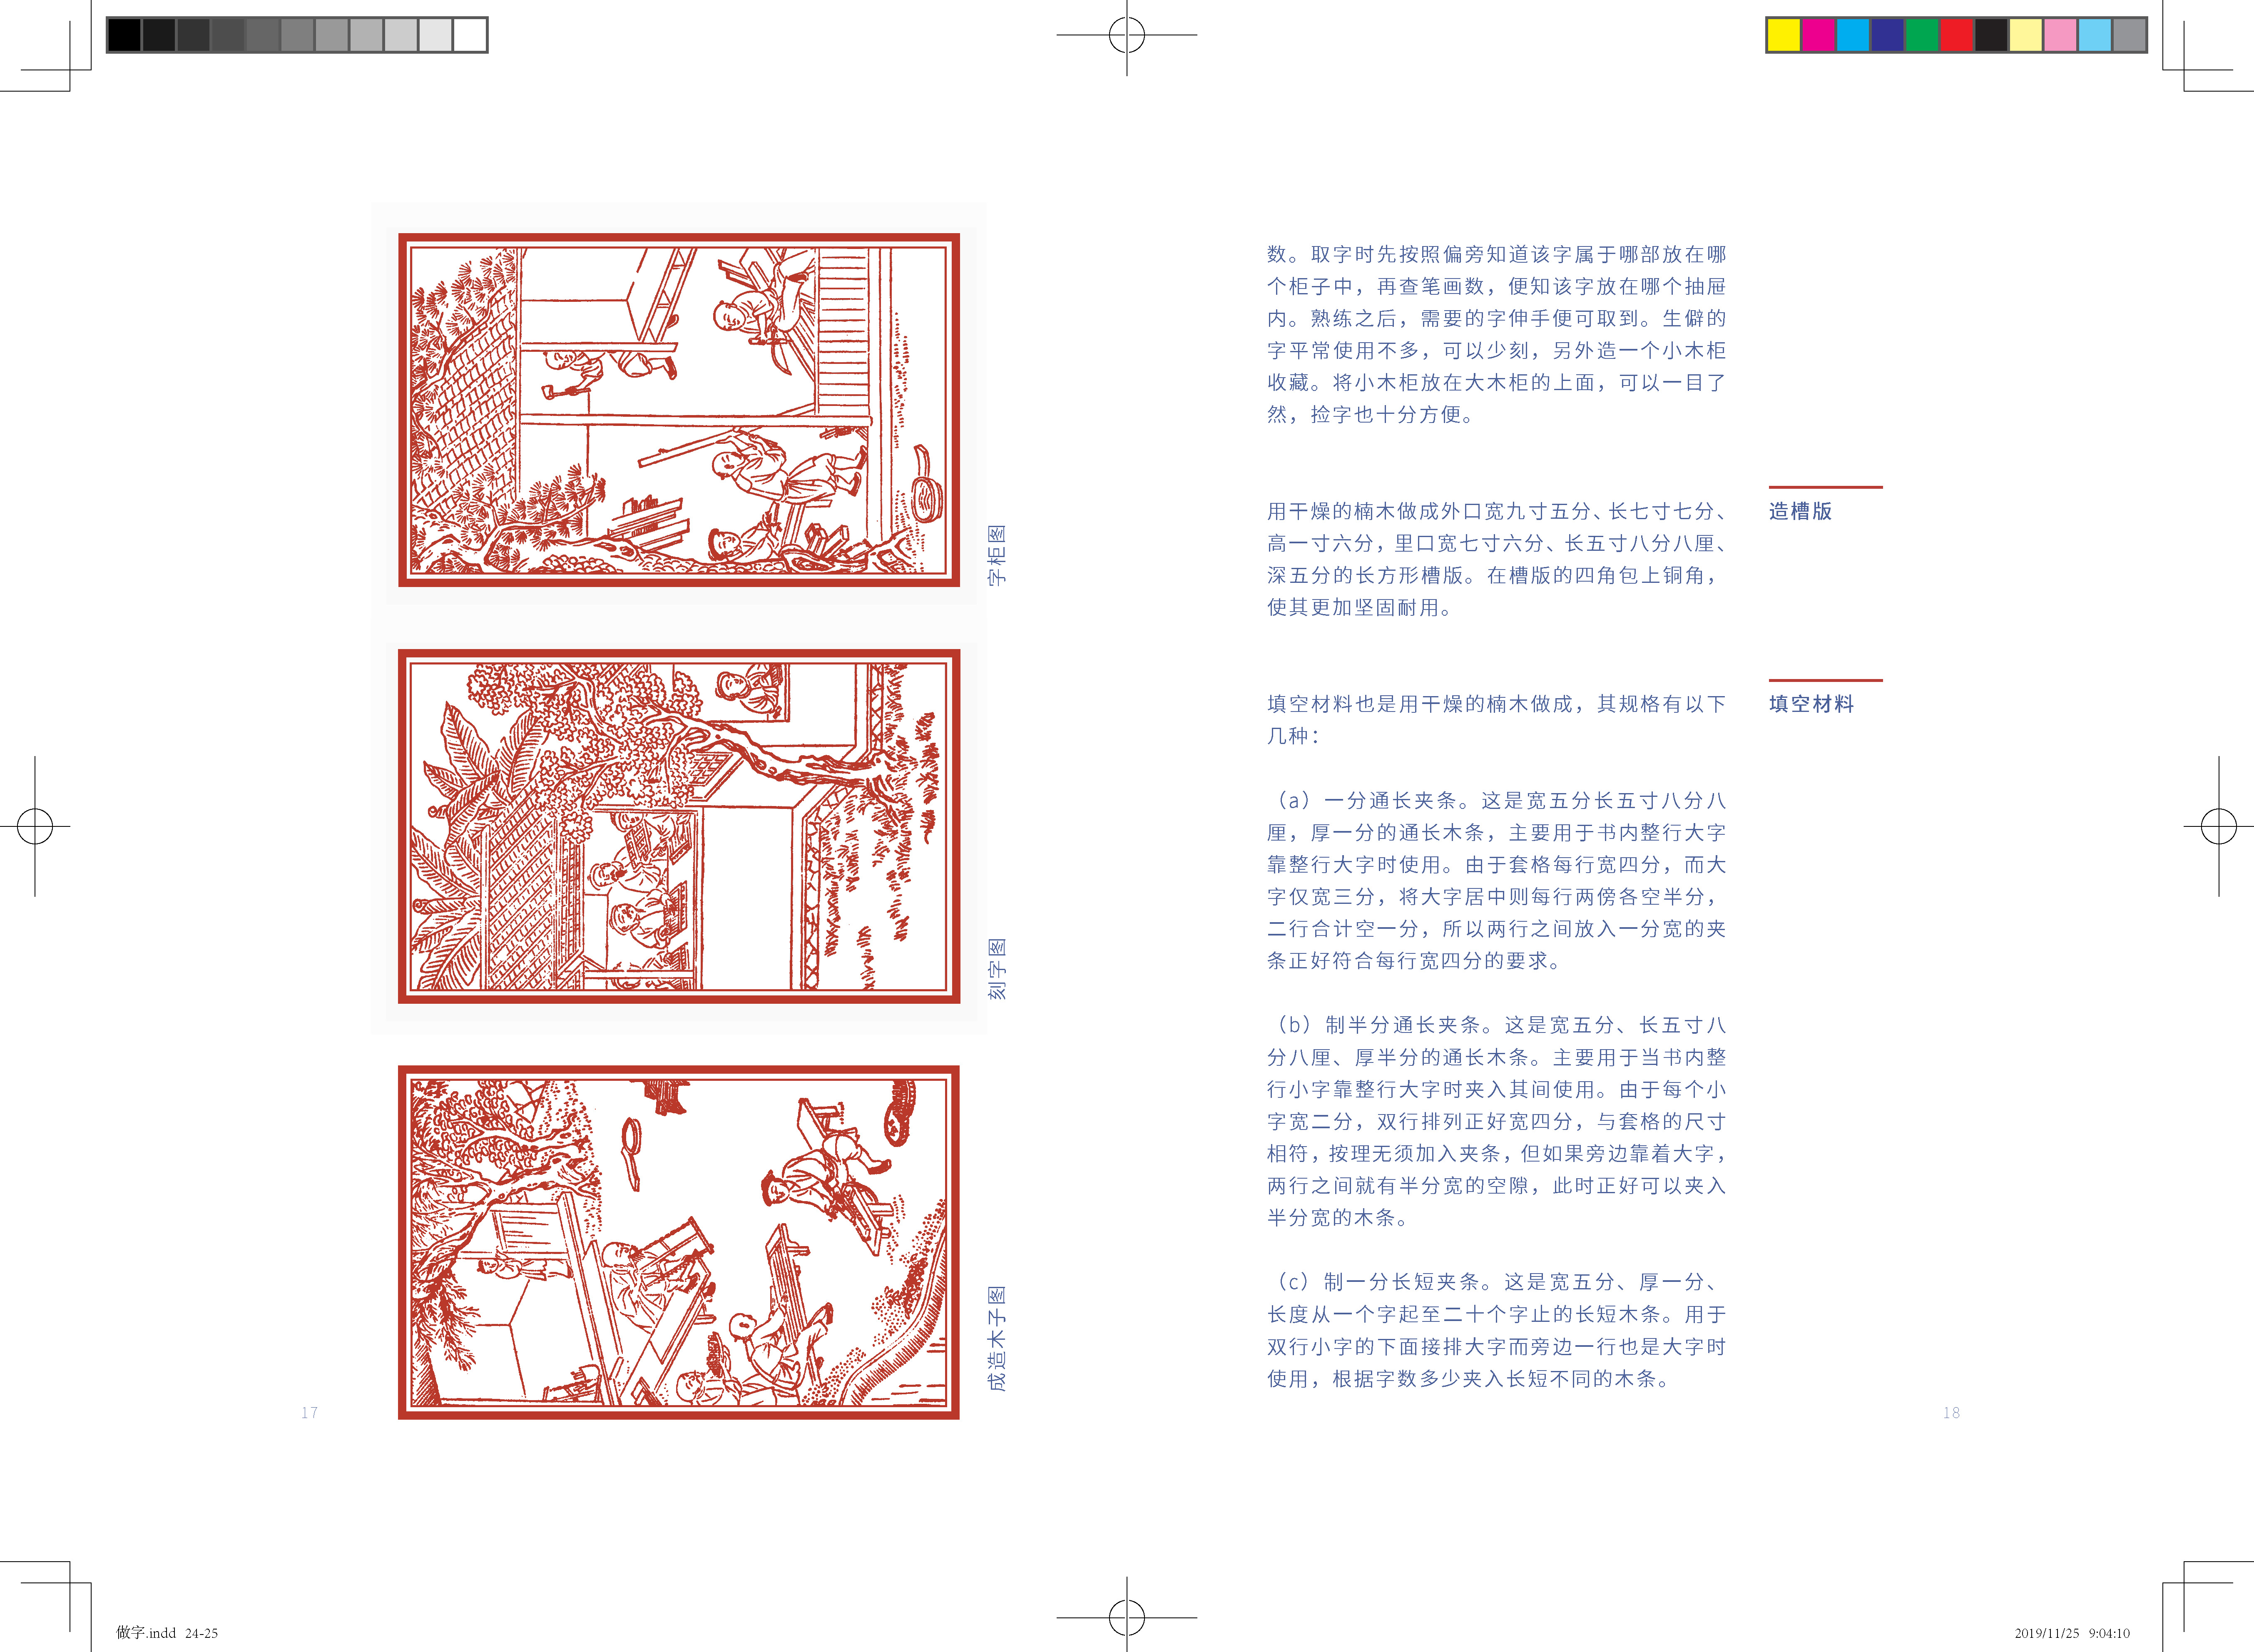 字柜图
刻字图
成造木子图
17
数。取字时先按照偏旁知道该字属于哪部放在哪
个柜子中，再查笔画数，便知该字放在哪个抽屉
内。熟练之后，需要的字伸手便可取到。生僻的
字平常使用不多，可以少刻，另外造一个小木柜
收藏。将小木柜放在大木柜的上面，可以一目了
然，捡字也十分方便。
造槽版
用干燥的楠木做成外口宽九寸五分、长七寸七分、
高一寸六分，里口宽七寸六分、长五寸八分八厘、
深五分的长方形槽版。在槽版的四角包上铜角，
使其更加坚固耐用。
填空材料
填空材料也是用干燥的楠木做成，其规格有以下
几种：
（a）一分通长夹条。这是宽五分长五寸八分八
厘，厚一分的通长木条，主要用于书内整行大字
靠整行大字时使用。由于套格每行宽四分，而大
字仅宽三分，将大字居中则每行两傍各空半分，
二行合计空一分，所以两行之间放入一分宽的夹
条正好符合每行宽四分的要求。
（b）制半分通长夹条。这是宽五分、长五寸八
分八厘、厚半分的通长木条。主要用于当书内整
行小字靠整行大字时夹入其间使用。由于每个小
字宽二分，双行排列正好宽四分，与套格的尺寸
相符，按理无须加入夹条，但如果旁边靠着大字，
两行之间就有半分宽的空隙，此时正好可以夹入
半分宽的木条。
（c）制一分长短夹条。这是宽五分、厚一分、
长度从一个字起至二十个字止的长短木条。用于
双行小字的下面接排大字而旁边一行也是大字时
使用，根据字数多少夹入长短不同的木条。
18
做字.indd 24-25
2019/11/25 9:04:10